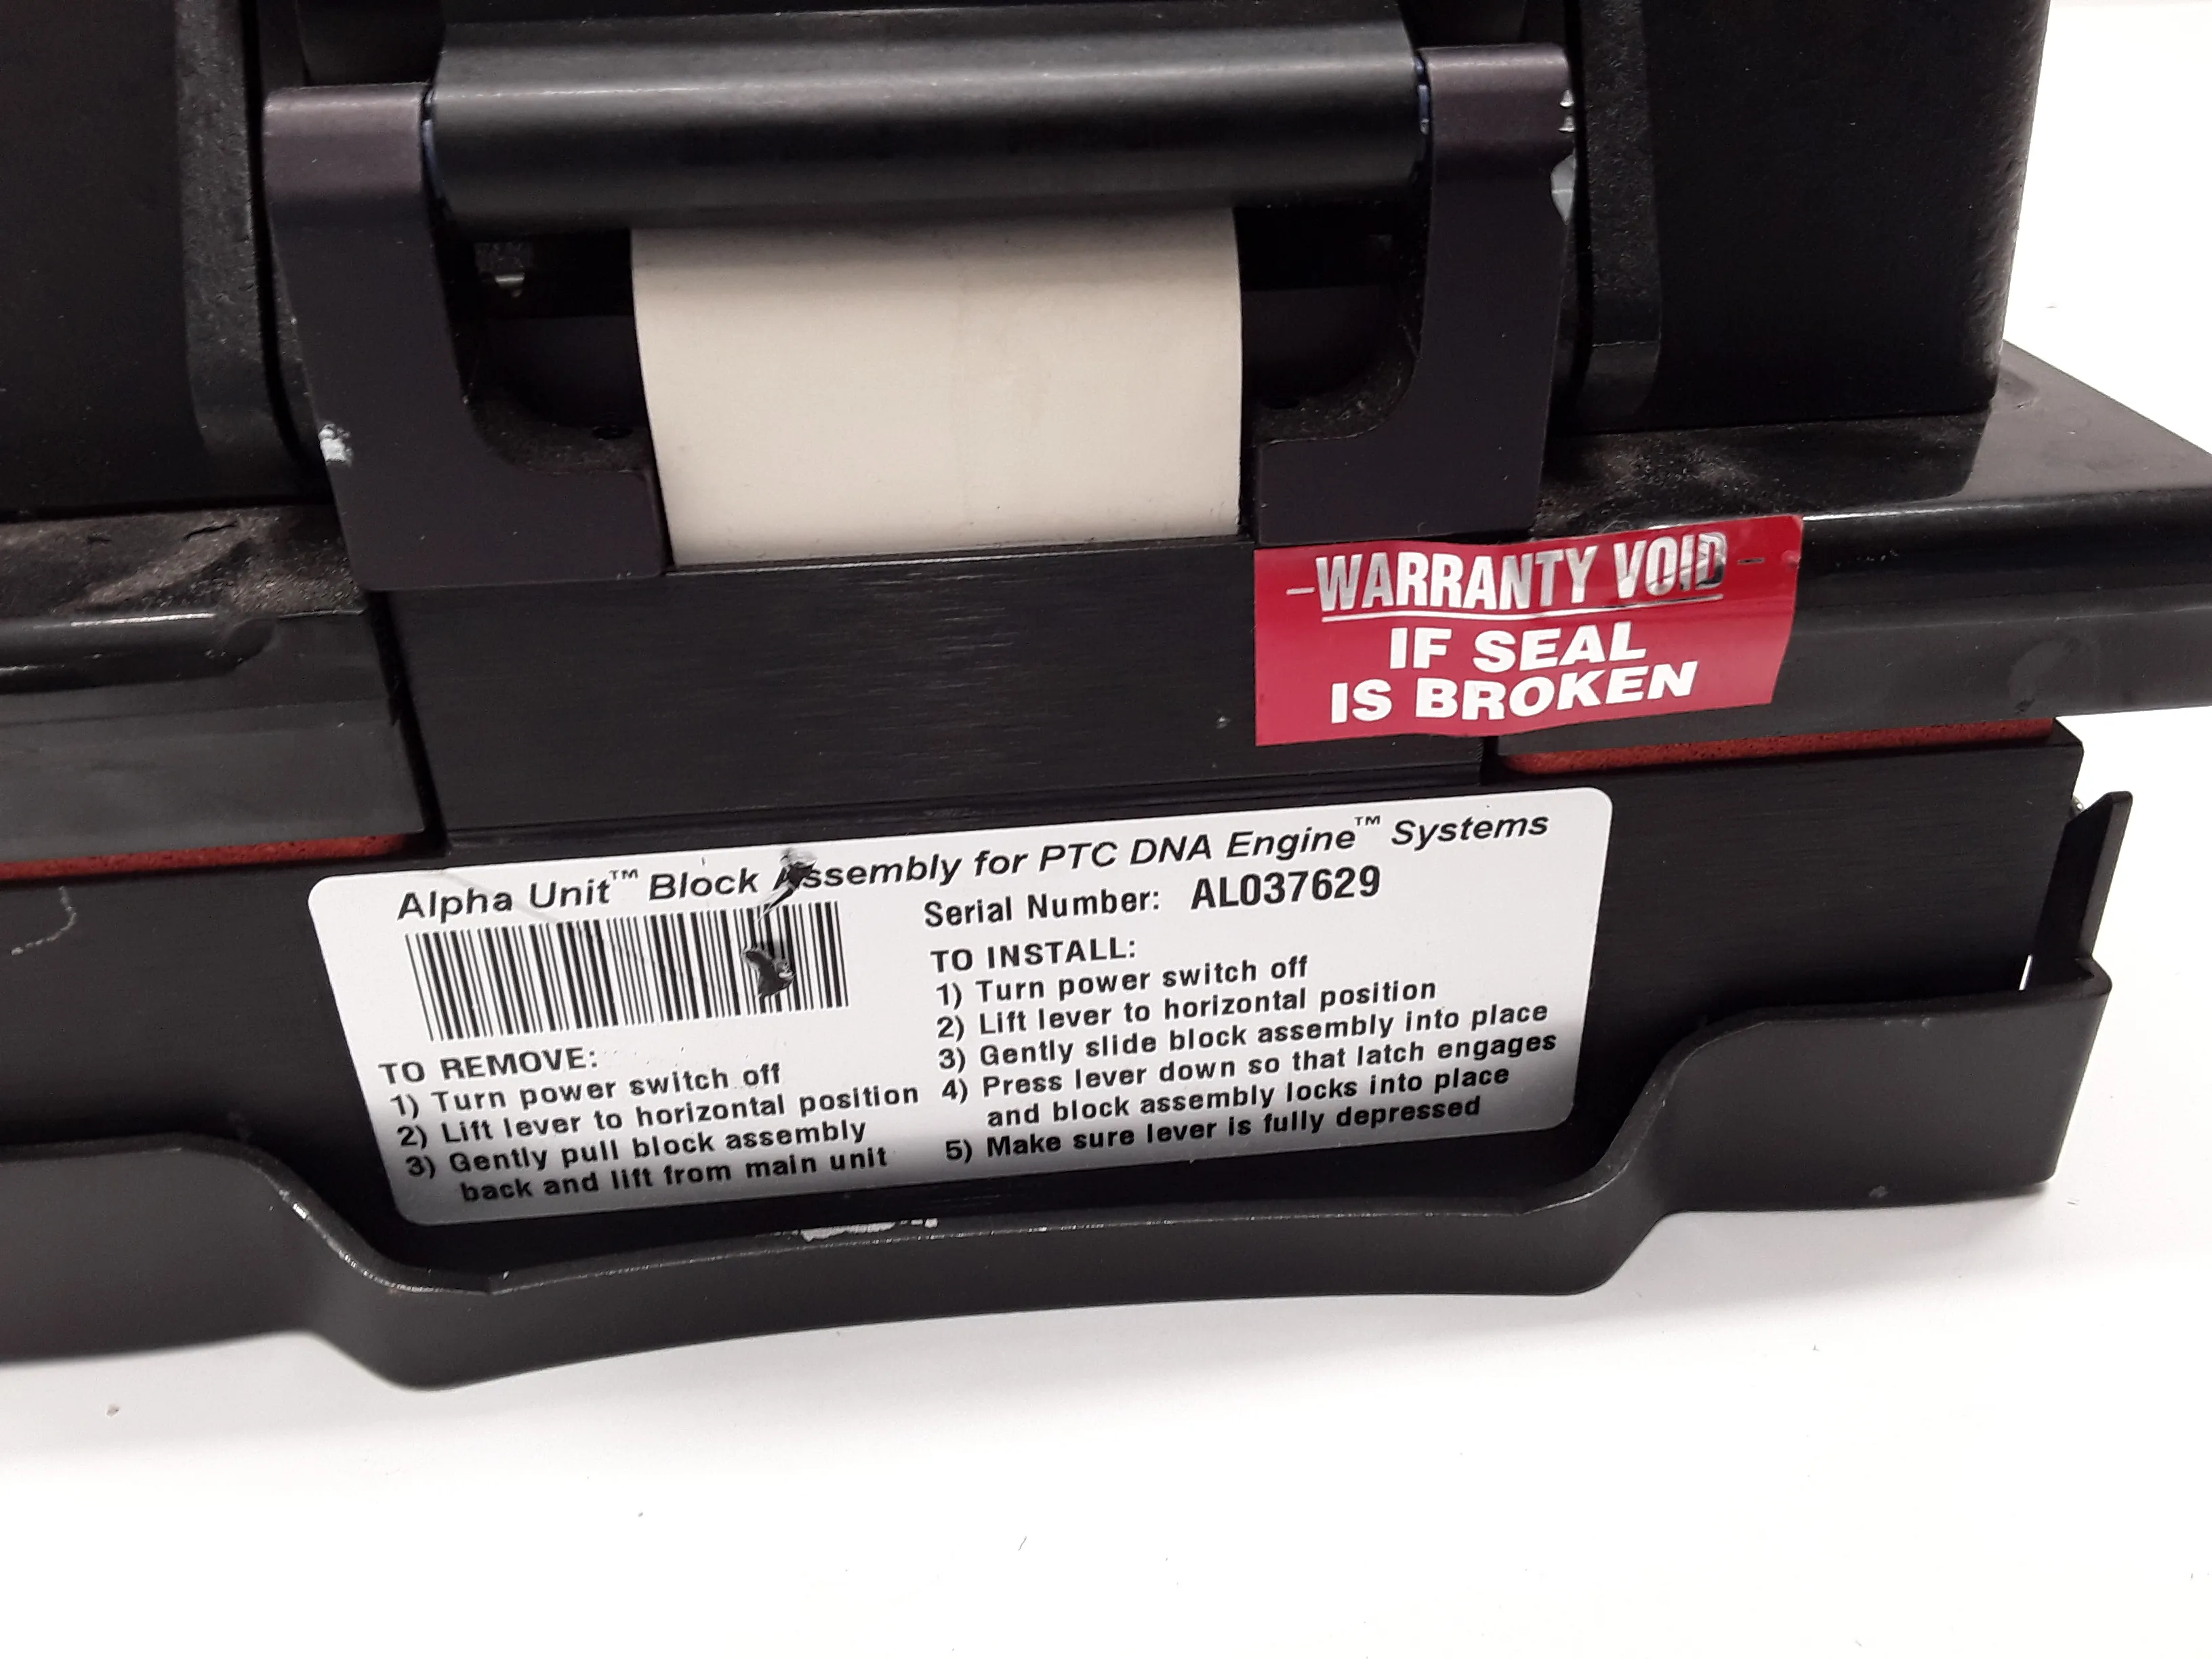 -WARRANTY VOID-
IF SEAL
IS BROKEN
Alpha Unit™ Block Assembly for PTC DNA Engine™ Systems
Serial Number: AL037629
TO REMOVE:
1) Turn power switch off
2) Lift lever to horizontal position
3) Gently pull block assembly
back and lift from main unit
TO INSTALL:
1) Turn power switch off
2) Lift lever to horizontal position
3) Gently slide block assembly into place
4) Press lever down so that latch engages
and block assembly locks into place
5) Make sure lever is fully depressed